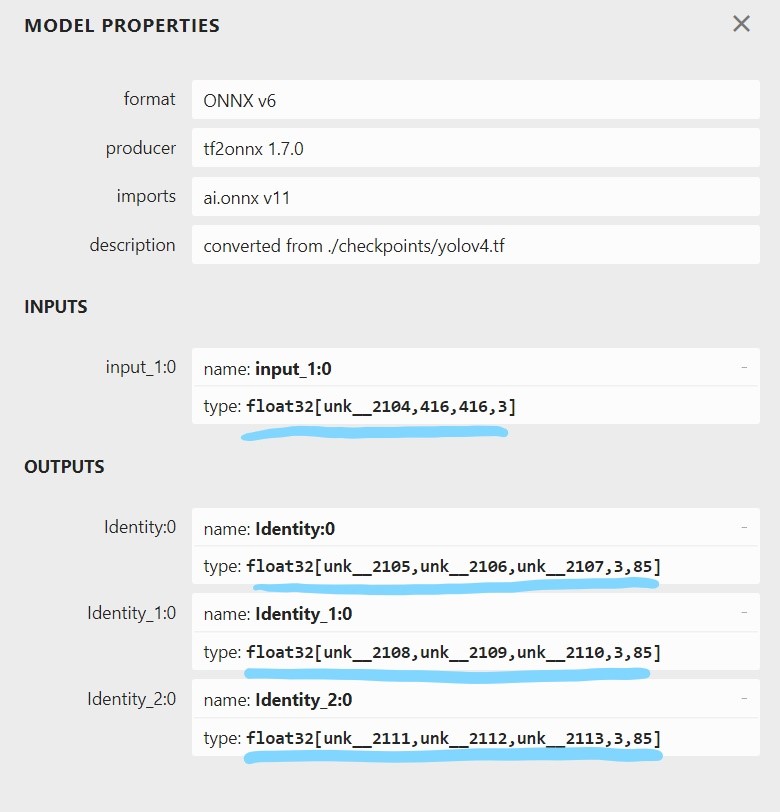 MODEL PROPERTIES
format ONNX v6
producer tf2onnx 1.7.0
imports ai.onnx v11
description converted from ./checkpoints/yolov4.tf
INPUTS
input_1:0 name: input_1:0
type: float32[unk__2104,416,416,3]
OUTPUTS
Identity:0 name: Identity:0
type: float32[unk__2105,unk__2106,unk__2107,3,85]
Identity_1:0 name: Identity_1:0
type: float32[unk__2108,unk__2109,unk__2110,3,85]
Identity_2:0 name: Identity_2:0
type: float32[unk__2111,unk__2112,unk__2113,3,85]